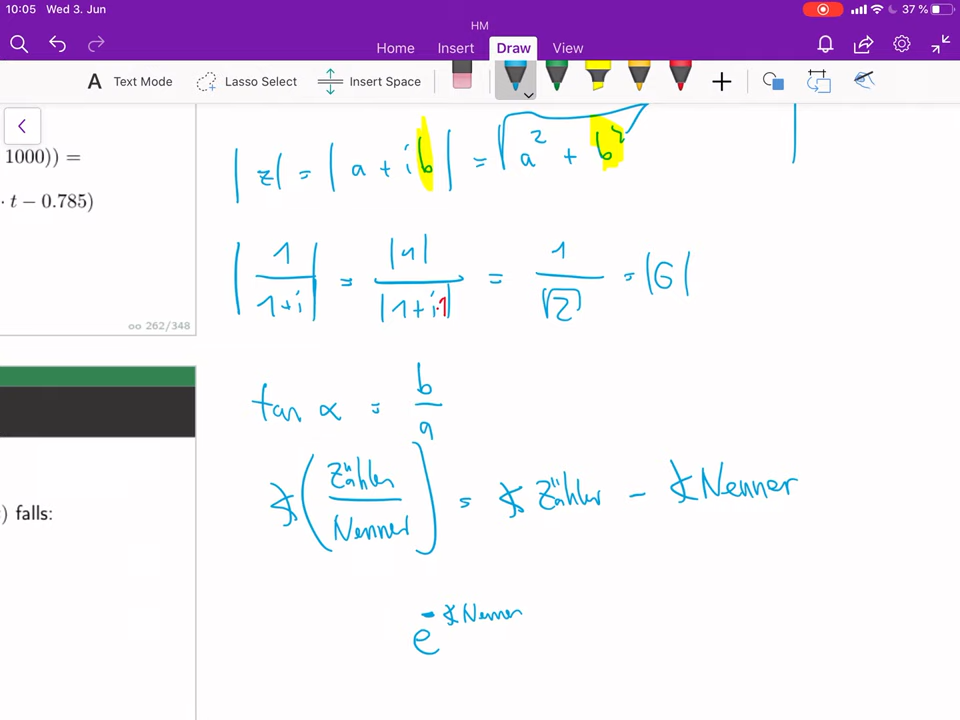 10:05 Wed 3. Jun
37 %
HM
Home Insert Draw View
A Text Mode Lasso Select Insert Space
1000)) =
· t − 0.785)
oo 262/348
) falls:
|z| = |a + ib| = √(a² + b²)
|1/(1+i)| = |1|/|1+i·1| = 1/√2 = |G|
tan α = b/a
∡(Zähler/Nenner) = ∡ Zähler − ∡ Nenner
e^(−∡ Nenner)